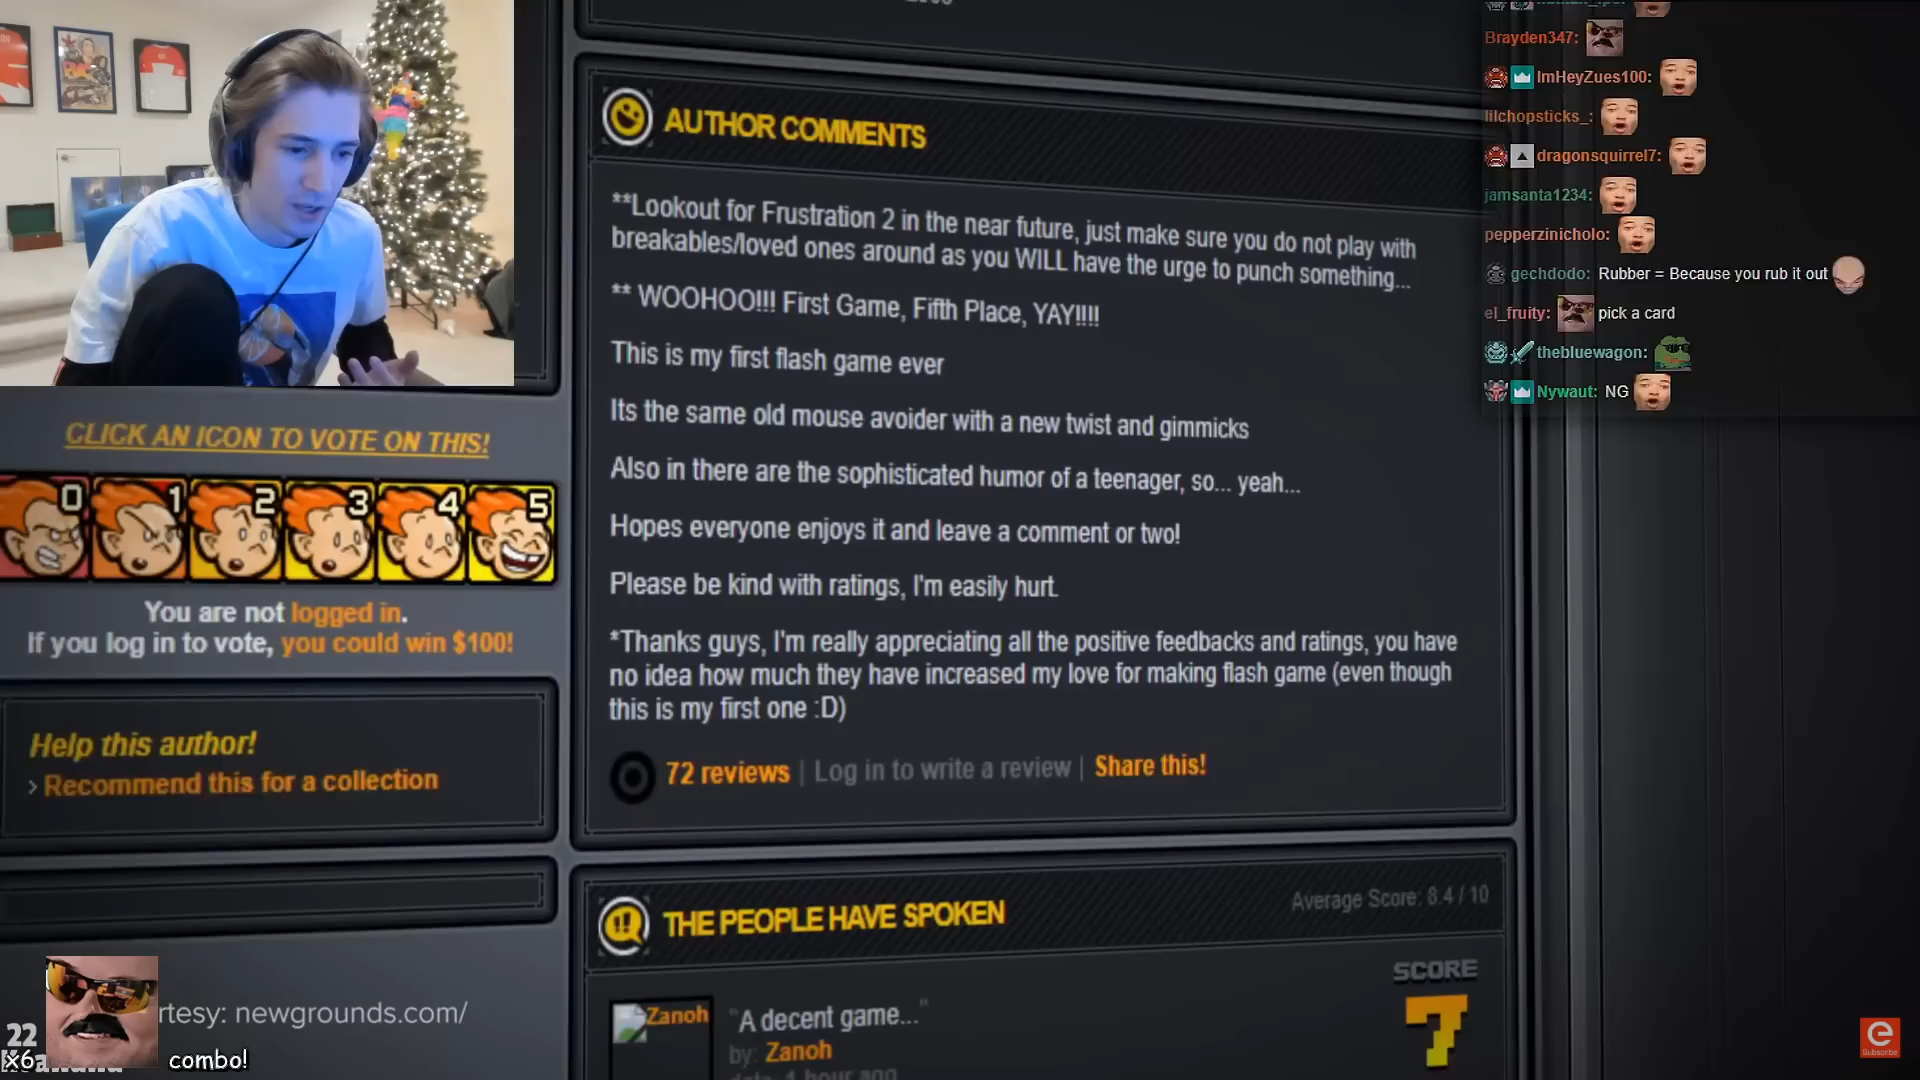 AUTHOR COMMENTS
**Lookout for Frustration 2 in the near future, just make sure you do not play with
breakables/loved ones around as you WILL have the urge to punch something...
** WOOHOO!!! First Game, Fifth Place, YAY!!!!
This is my first flash game ever
Its the same old mouse avoider with a new twist and gimmicks
Also in there are the sophisticated humor of a teenager, so... yeah...
Hopes everyone enjoys it and leave a comment or two!
Please be kind with ratings, I'm easily hurt.
*Thanks guys, I'm really appreciating all the positive feedbacks and ratings, you have
no idea how much they have increased my love for making flash game (even though
this is my first one :D)
72 reviews | Log in to write a review | Share this!
THE PEOPLE HAVE SPOKEN
Average Score: 8.4 / 10
SCORE
7
Zanoh
"A decent game..."
by: Zanoh
date: 1 hour ago
CLICK AN ICON TO VOTE ON THIS!
0 1 2 3 4 5
You are not logged in.
If you log in to vote, you could win $100!
Help this author!
> Recommend this for a collection
rtesy: newgrounds.com/
22
x6
combo!
Brayden347:
ImHeyZues100:
lilchopsticks_:
dragonsquirrel7:
jamsanta1234:
pepperzinicholo:
gechdodo: Rubber = Because you rub it out
el_fruity: pick a card
thebluewagon:
Nywaut: NG
e
Subscribe